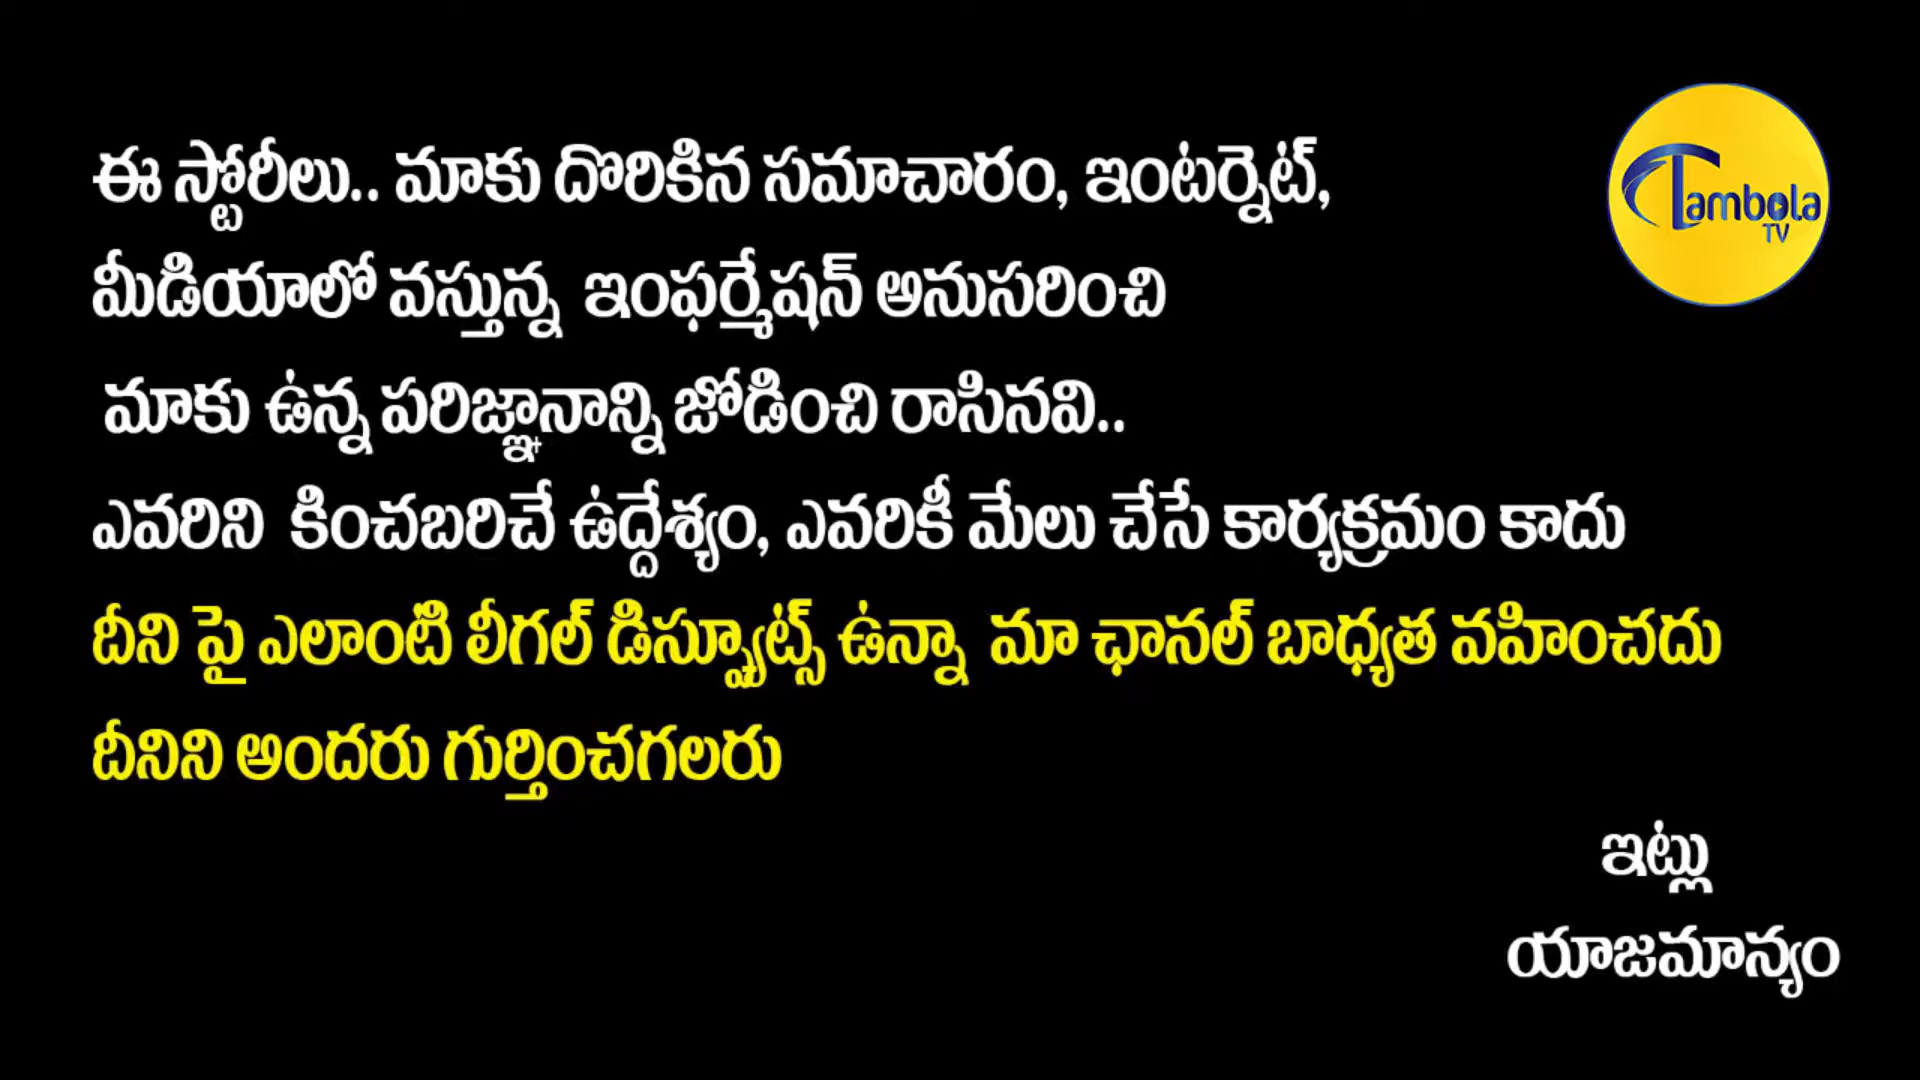 ఈ స్టోరీలు.. మాకు దొరికిన సమాచారం, ఇంటర్నెట్,
మీడియాలో వస్తున్న ఇంఫర్మేషన్ అనుసరించి
మాకు ఉన్న పరిజ్ఞానాన్ని జోడించి రాసినవి..
ఎవరిని కించబరిచే ఉద్దేశ్యం, ఎవరికీ మేలు చేసే కార్యక్రమం కాదు
దీని పై ఎలాంటి లీగల్ డిస్ప్యూట్స్ ఉన్నా మా ఛానల్ బాధ్యత వహించదు
దీనిని అందరు గుర్తించగలరు
ఇట్లు
యాజమాన్యం
Tambola
TV